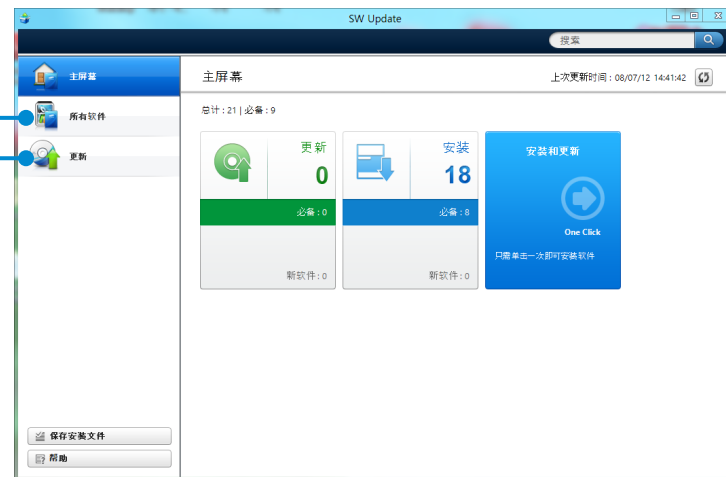 SW Update
搜索
主屏幕
所有软件
更新
主屏幕
上次更新时间 : 08/07/12 14:41:42
总计 : 21 | 必备 : 9
更新
0
必备 : 0
新软件 : 0
安装
18
必备 : 8
新软件 : 0
安装和更新
One Click
只需单击一次即可安装软件
保存安装文件
帮助